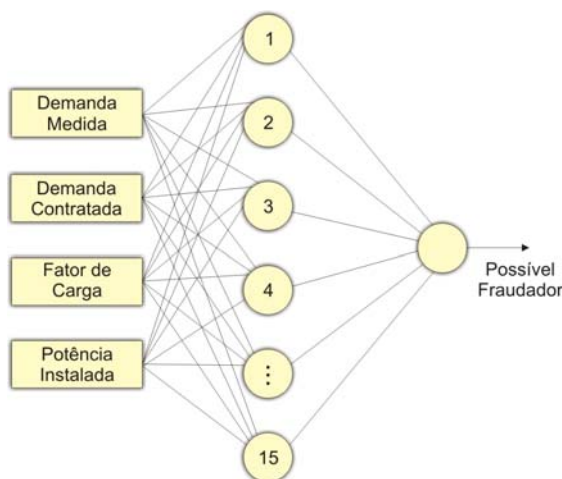 Demanda
Medida
Demanda
Contratada
Fator de
Carga
Potência
Instalada
1
2
3
4
⋮
15
Possível
Fraudador